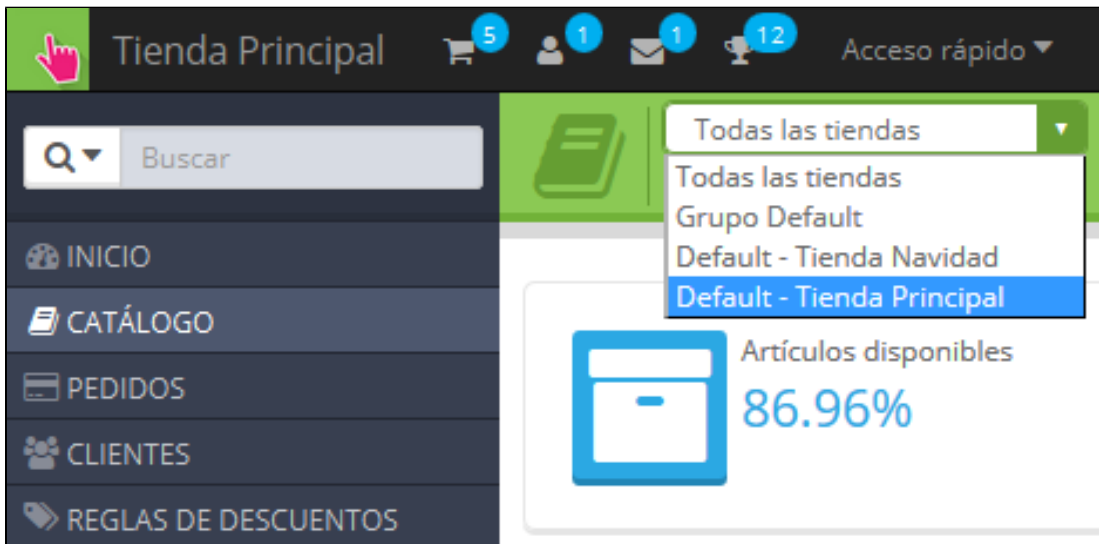 Tienda Principal 5 1 1 12 Acceso rápido
Buscar
Todas las tiendas
Todas las tiendas
Grupo Default
Default - Tienda Navidad
Default - Tienda Principal
INICIO
CATÁLOGO
PEDIDOS
CLIENTES
REGLAS DE DESCUENTOS
Artículos disponibles
86.96%